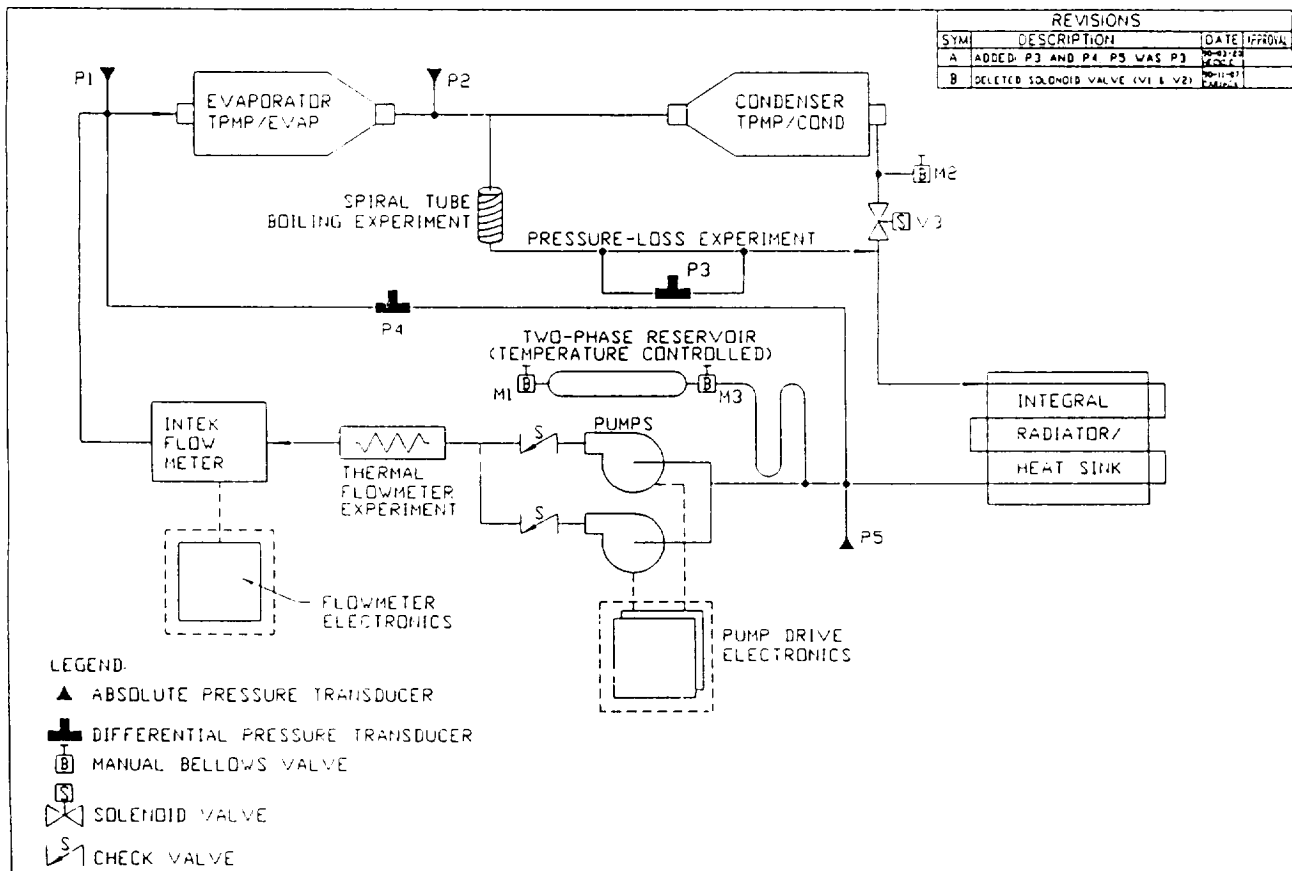 REVISIONS
SYM DESCRIPTION DATE APPROVAL
A ADDED: P3 AND P4, P5 WAS P3
B DELETED SOLONOID VALVE (V1 & V2)
P1
P2
EVAPORATOR
TPMP/EVAP
CONDENSER
TPMP/COND
B M2
SPIRAL TUBE
BOILING EXPERIMENT
S V3
PRESSURE-LOSS EXPERIMENT
P3
P4
TWO-PHASE RESERVOIR
(TEMPERATURE CONTROLLED)
B B
M1 M3
INTEGRAL
RADIATOR/
HEAT SINK
INTEK
FLOW
METER
PUMPS
S
THERMAL
FLOWMETER
EXPERIMENT
S
P5
FLOWMETER
ELECTRONICS
PUMP DRIVE
ELECTRONICS
LEGEND:
ABSOLUTE PRESSURE TRANSDUCER
DIFFERENTIAL PRESSURE TRANSDUCER
B MANUAL BELLOWS VALVE
S
SOLENOID VALVE
S
CHECK VALVE